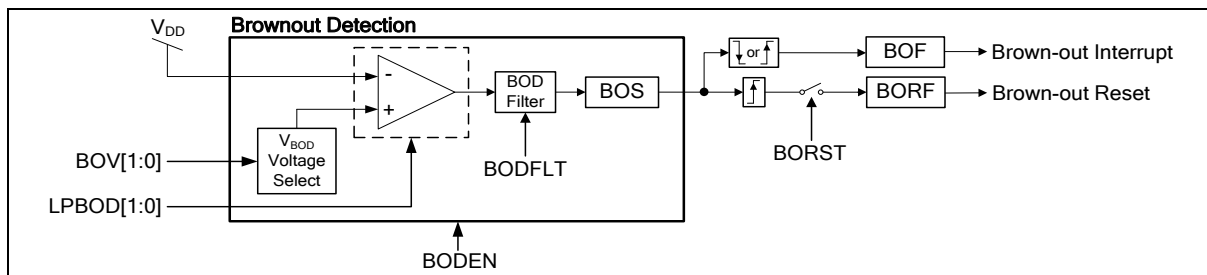 Brownout Detection
VDD
-
+
VBOD
Voltage
Select
BOD
Filter
BOS
or
BOF
Brown-out Interrupt
BORF
Brown-out Reset
BORST
BODFLT
BOV[1:0]
LPBOD[1:0]
BODEN